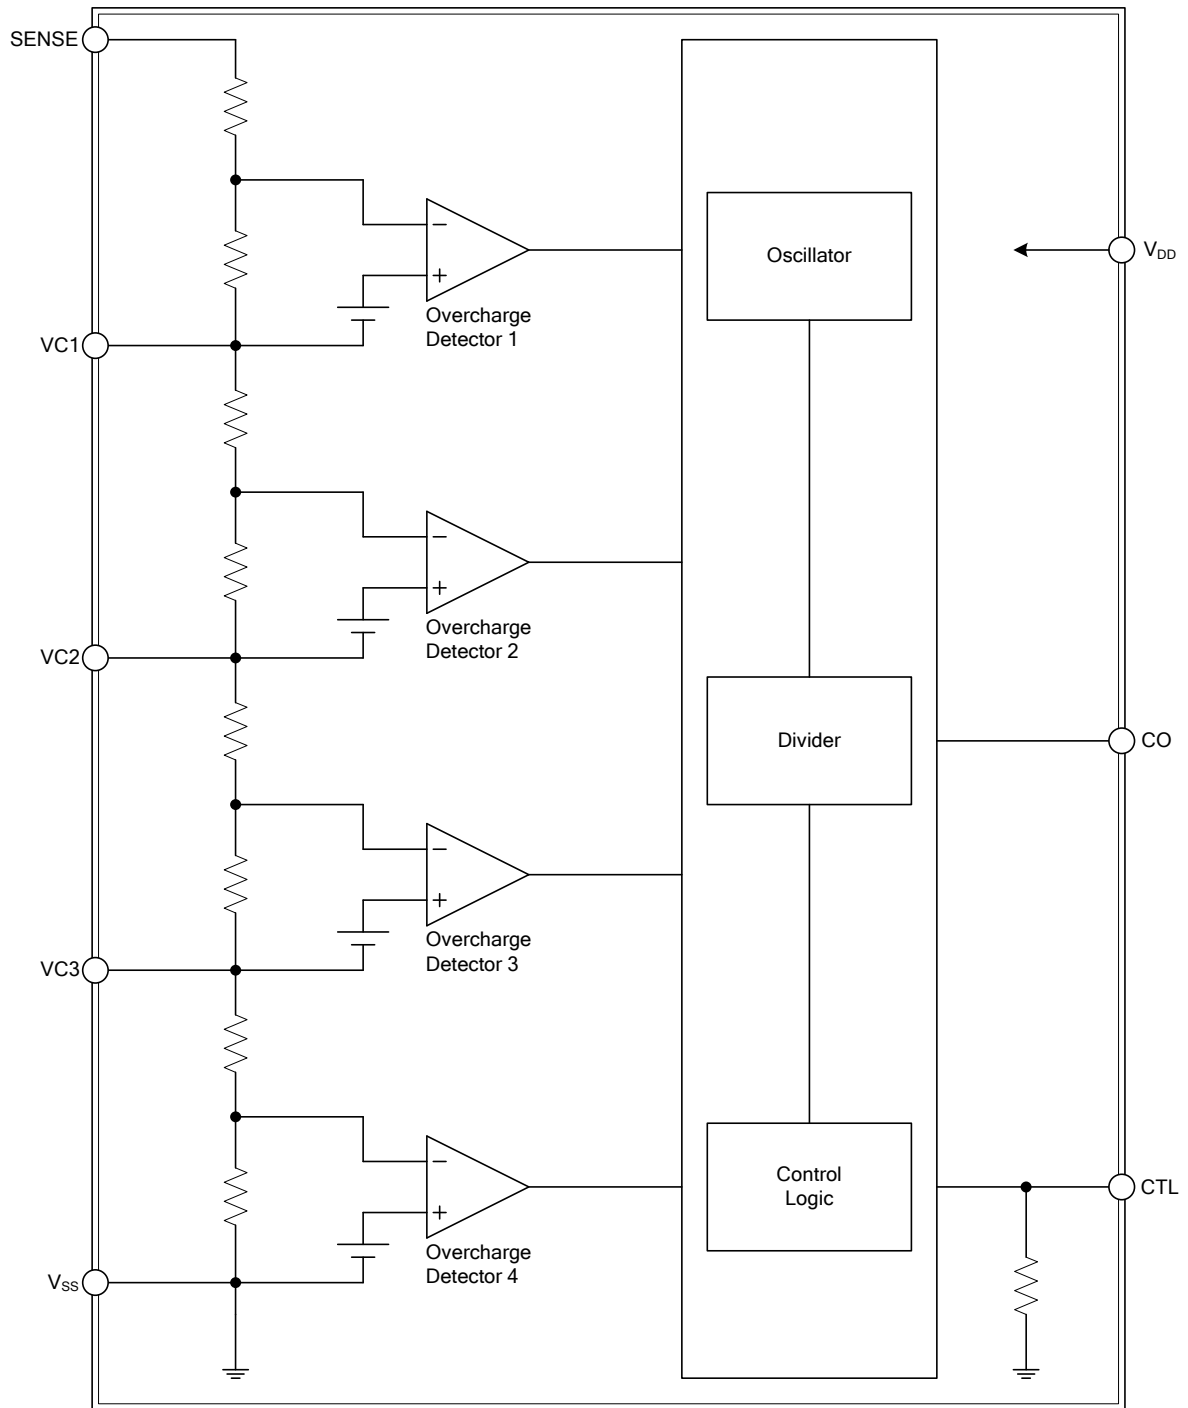 SENSE
−
+
Overcharge
Detector 1
Oscillator
VDD
VC1
−
+
Overcharge
Detector 2
VC2
Divider
CO
−
+
Overcharge
Detector 3
VC3
−
+
Overcharge
Detector 4
Control
Logic
CTL
VSS